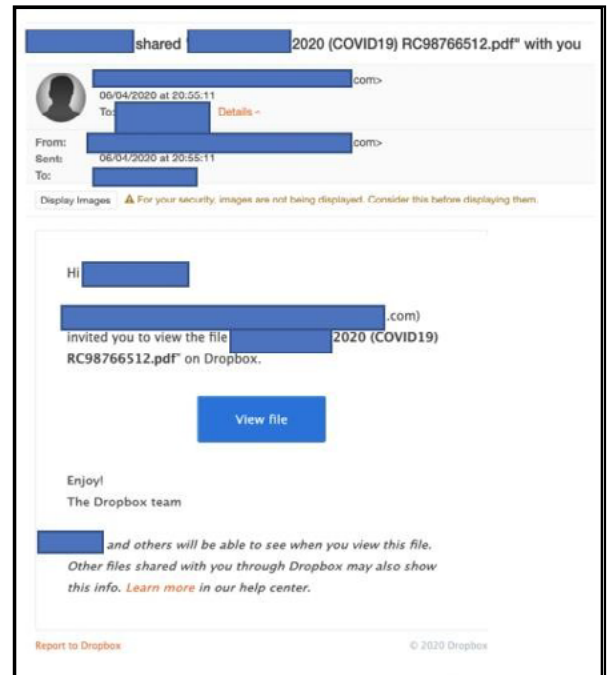 shared " 2020 (COVID19) RC98766512.pdf" with you
com>
06/04/2020 at 20:55:11
To: Details -
From: com>
Sent: 06/04/2020 at 20:55:11
To:
Display Images For your security, images are not being displayed. Consider this before displaying them.
Hi
.com)
invited you to view the file 2020 (COVID19)
RC98766512.pdf" on Dropbox.
View file
Enjoy!
The Dropbox team
and others will be able to see when you view this file.
Other files shared with you through Dropbox may also show
this info. Learn more in our help center.
Report to Dropbox © 2020 Dropbox